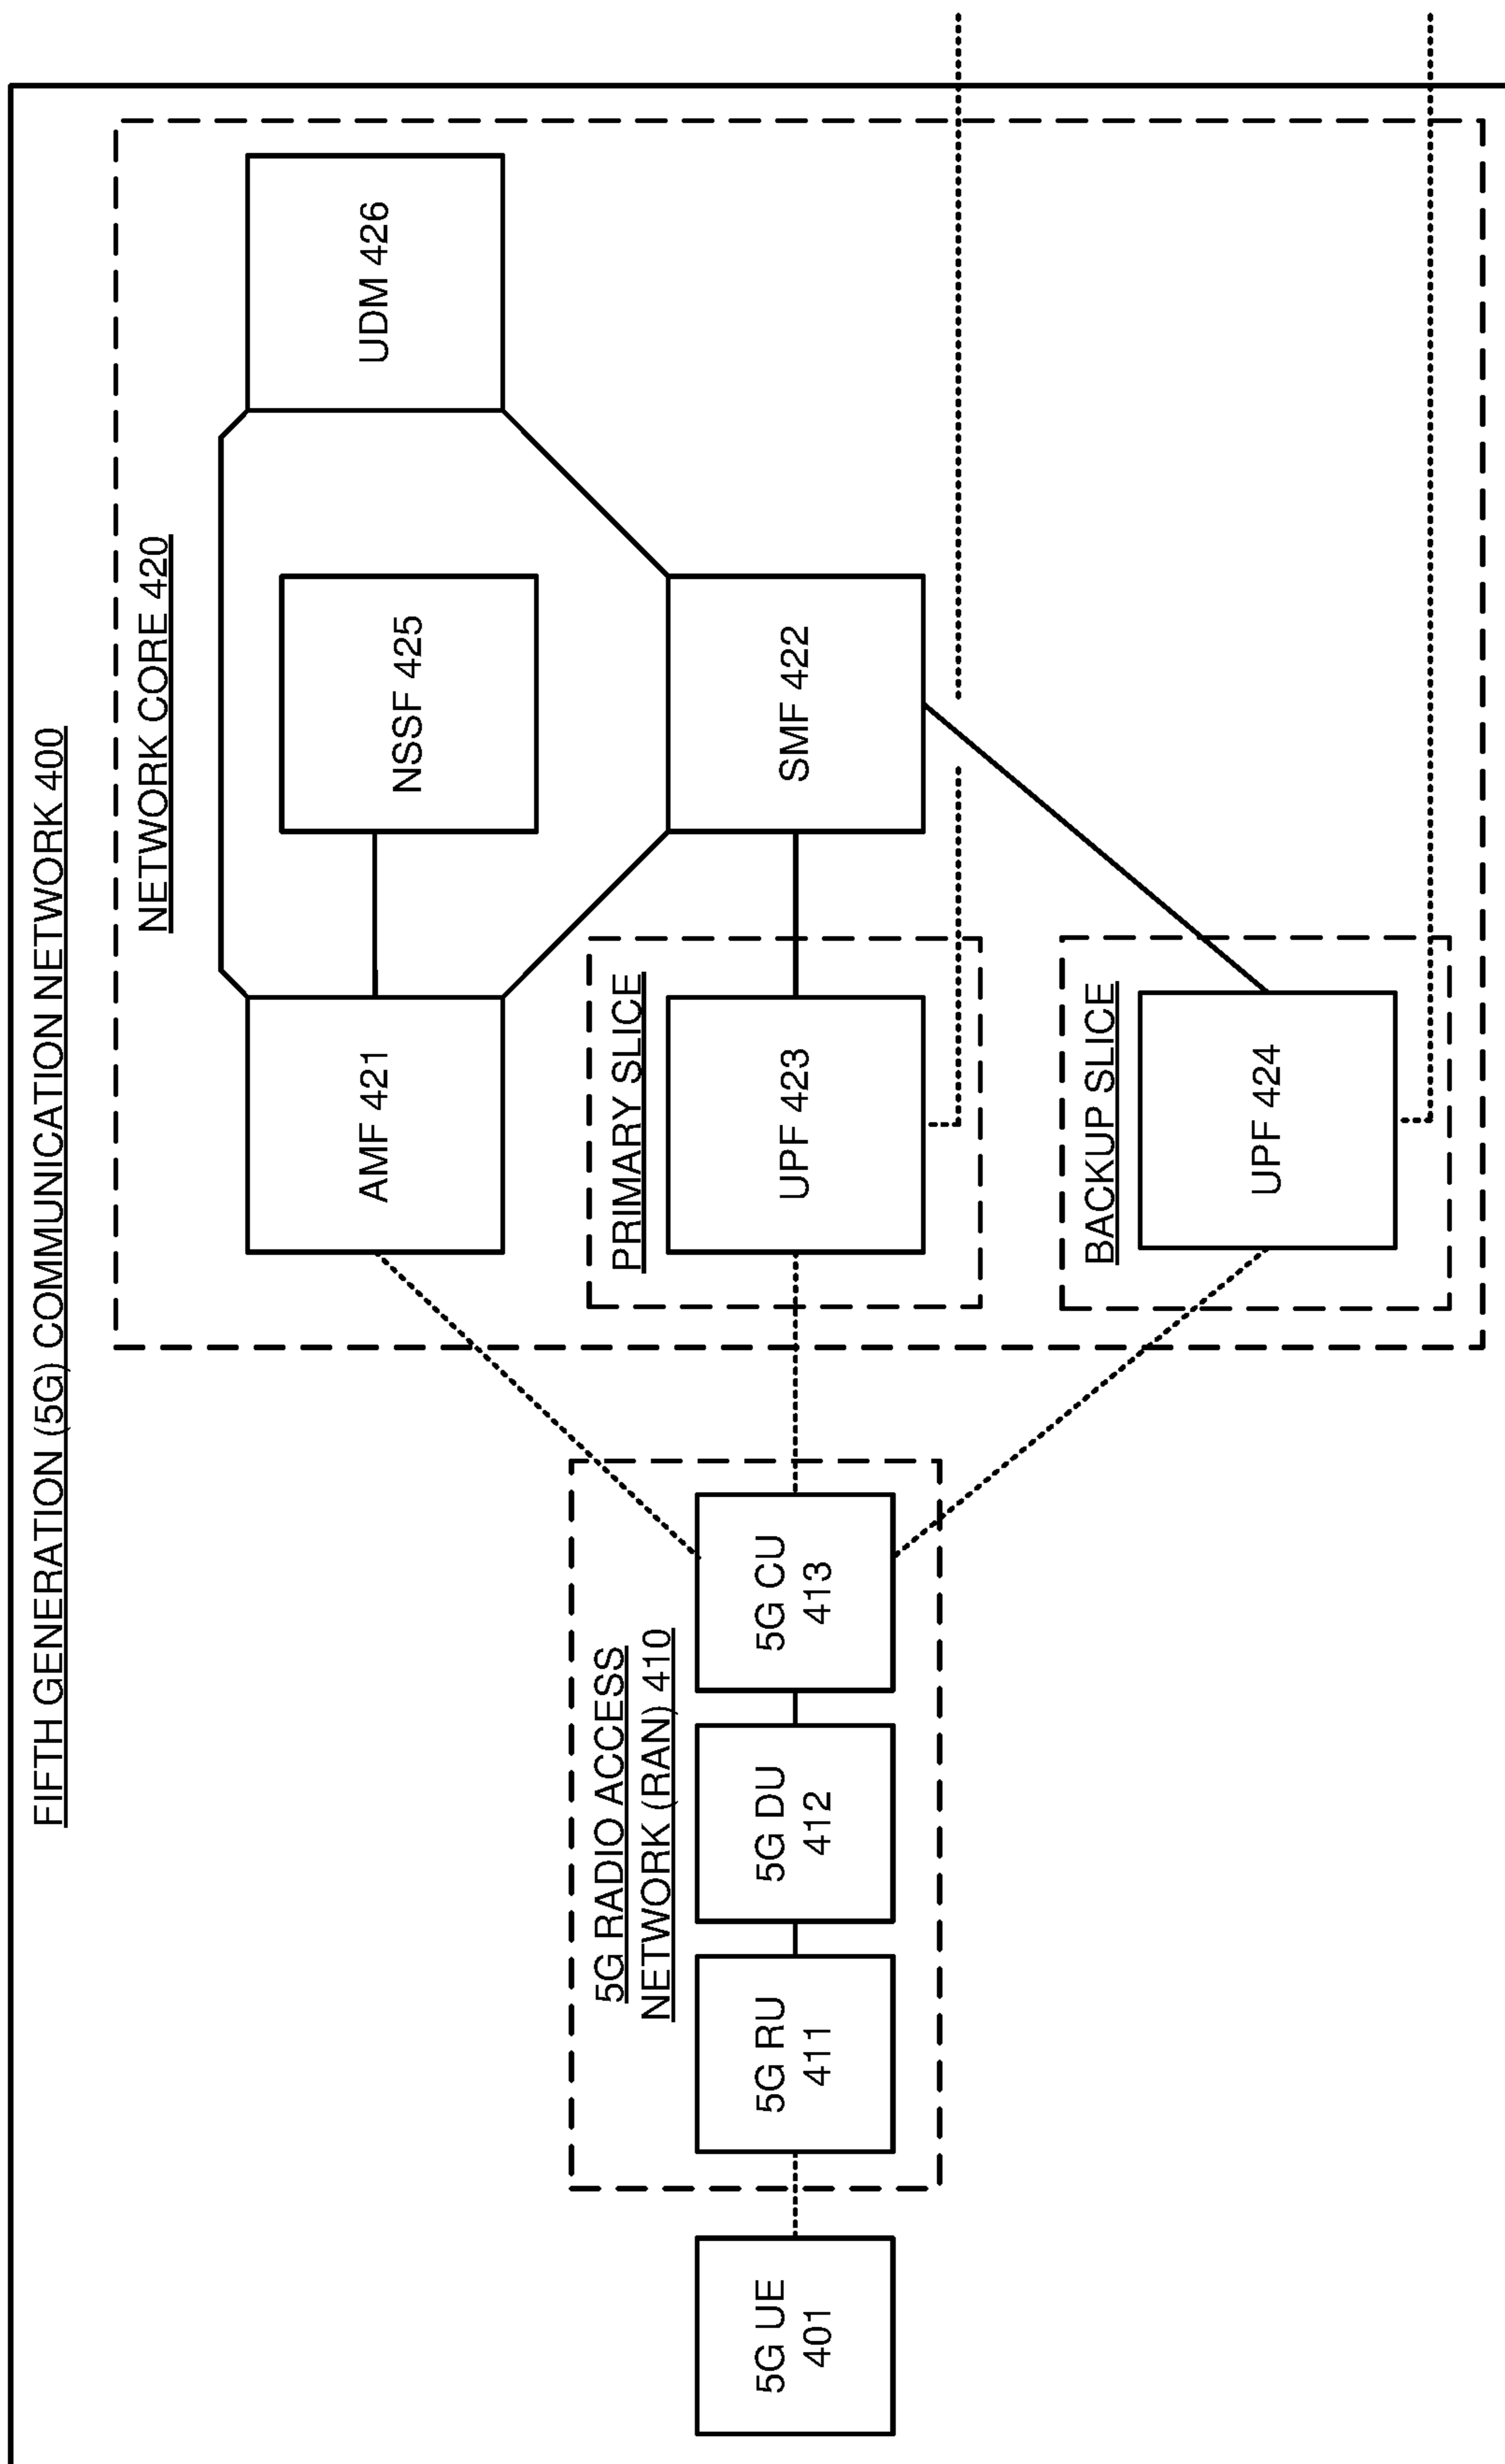 FIFTH GENERATION (5G) COMMUNICATION NETWORK 400
NETWORK CORE 420
AMF 421
NSSF 425
UDM 426
PRIMARY SLICE
UPF 423
SMF 422
BACKUP SLICE
UPF 424
5G RADIO ACCESS
NETWORK (RAN) 410
5G UE
401
5G RU
411
5G DU
412
5G CU
413